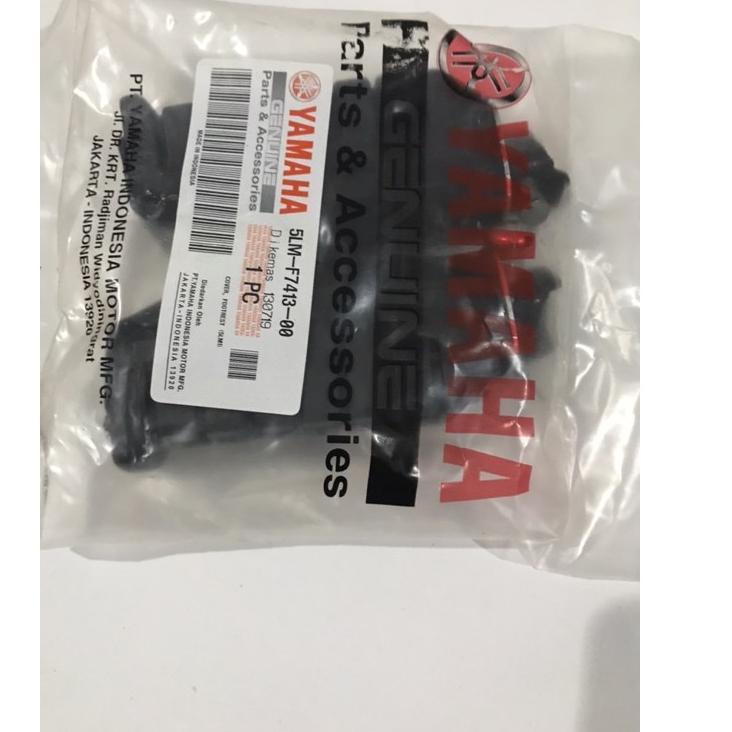 YAMAHA
GENUINE
Parts & Accessories
MADE IN INDONESIA
5LM-F7413-00
Dikemas 130719
1 PC
COVER, FOOTREST (5LM1)
Diedarkan Oleh
PT.YAMAHA INDONESIA MOTOR MFG.
JAKARTA-INDONESIA 13920
YAMAHA
GENUINE
Parts & Accessories
PT. YAMAHA INDONESIA MOTOR MFG.
Jl. DR. KRT. Radjiman Widyodiningrat
JAKARTA - INDONESIA 13920